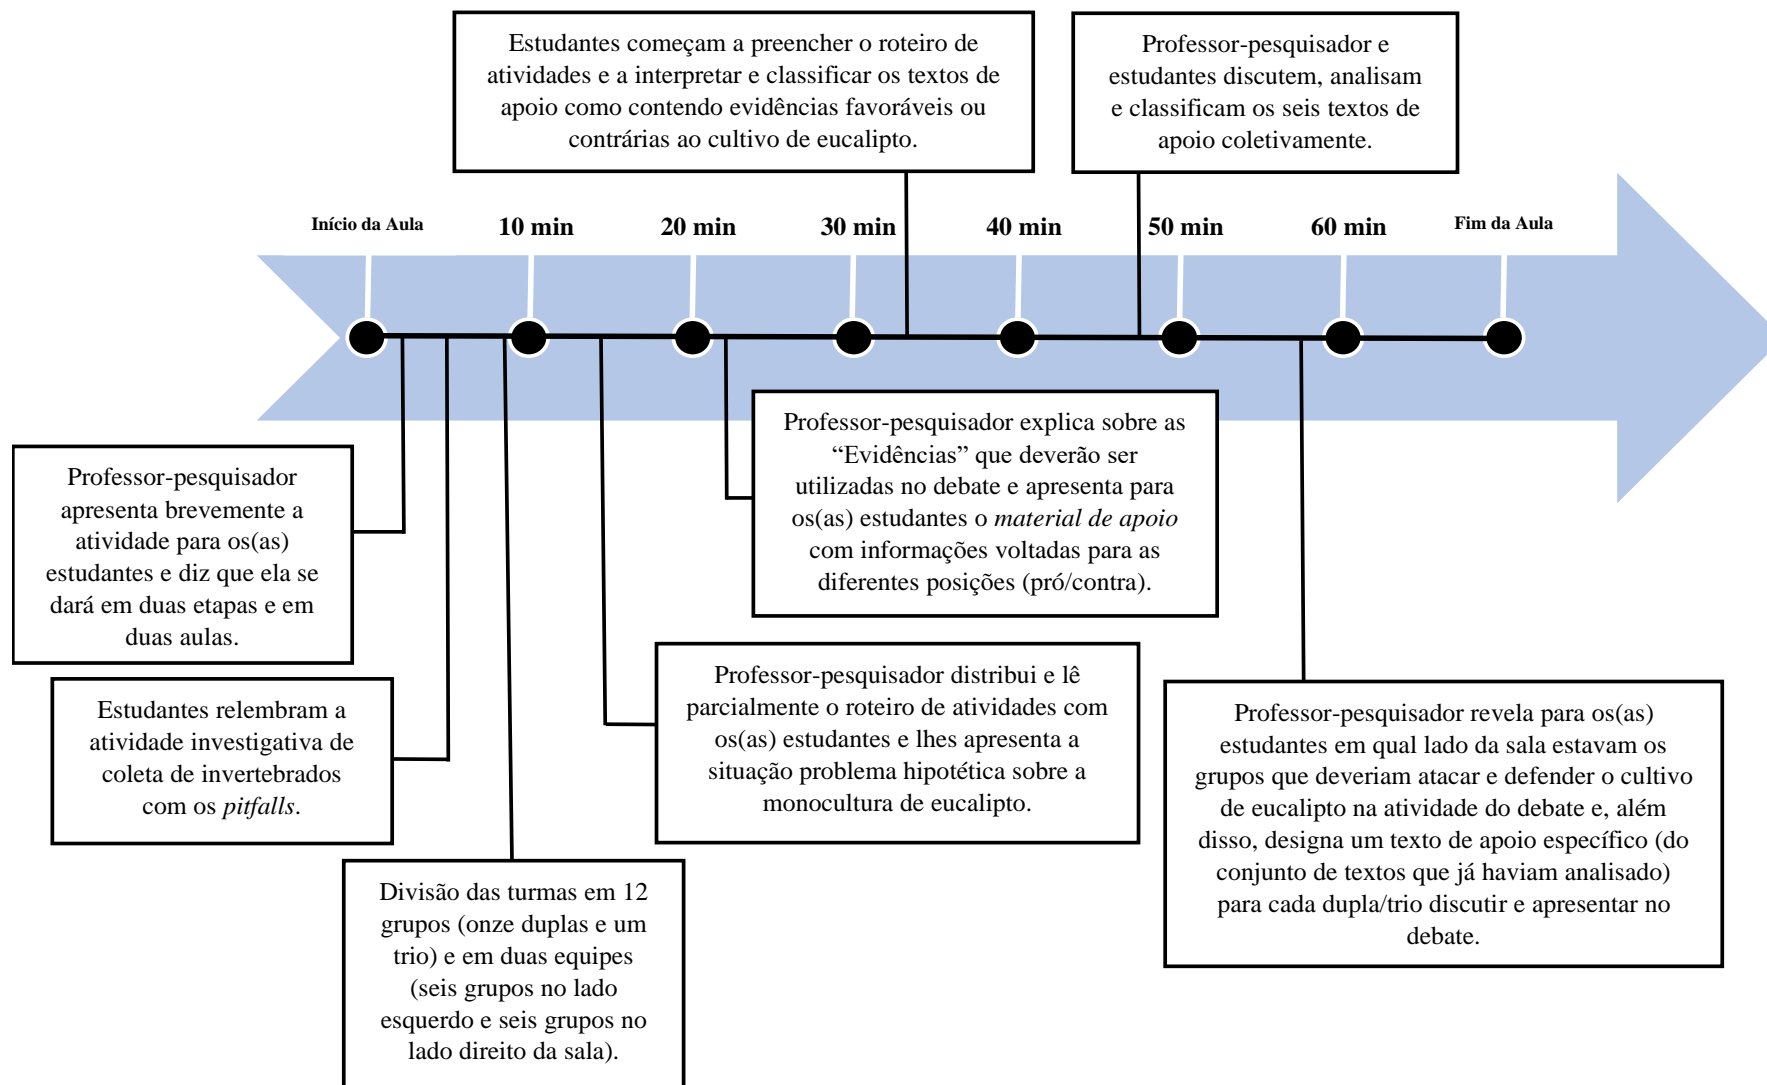 Estudantes começam a preencher o roteiro de
atividades e a interpretar e classificar os textos de
apoio como contendo evidências favoráveis ou
contrárias ao cultivo de eucalipto.
Professor-pesquisador e
estudantes discutem, analisam
e classificam os seis textos de
apoio coletivamente.
Início da Aula
10 min
20 min
30 min
40 min
50 min
60 min
Fim da Aula
Professor-pesquisador
apresenta brevemente a
atividade para os(as)
estudantes e diz que ela se
dará em duas etapas e em
duas aulas.
Estudantes relembram a
atividade investigativa de
coleta de invertebrados
com os pitfalls.
Divisão das turmas em 12
grupos (onze duplas e um
trio) e em duas equipes
(seis grupos no lado
esquerdo e seis grupos no
lado direito da sala).
Professor-pesquisador distribui e lê
parcialmente o roteiro de atividades com
os(as) estudantes e lhes apresenta a
situação problema hipotética sobre a
monocultura de eucalipto.
Professor-pesquisador explica sobre as
“Evidências” que deverão ser
utilizadas no debate e apresenta para
os(as) estudantes o material de apoio
com informações voltadas para as
diferentes posições (pró/contra).
Professor-pesquisador revela para os(as)
estudantes em qual lado da sala estavam os
grupos que deveriam atacar e defender o cultivo
de eucalipto na atividade do debate e, além
disso, designa um texto de apoio específico (do
conjunto de textos que já haviam analisado)
para cada dupla/trio discutir e apresentar no
debate.